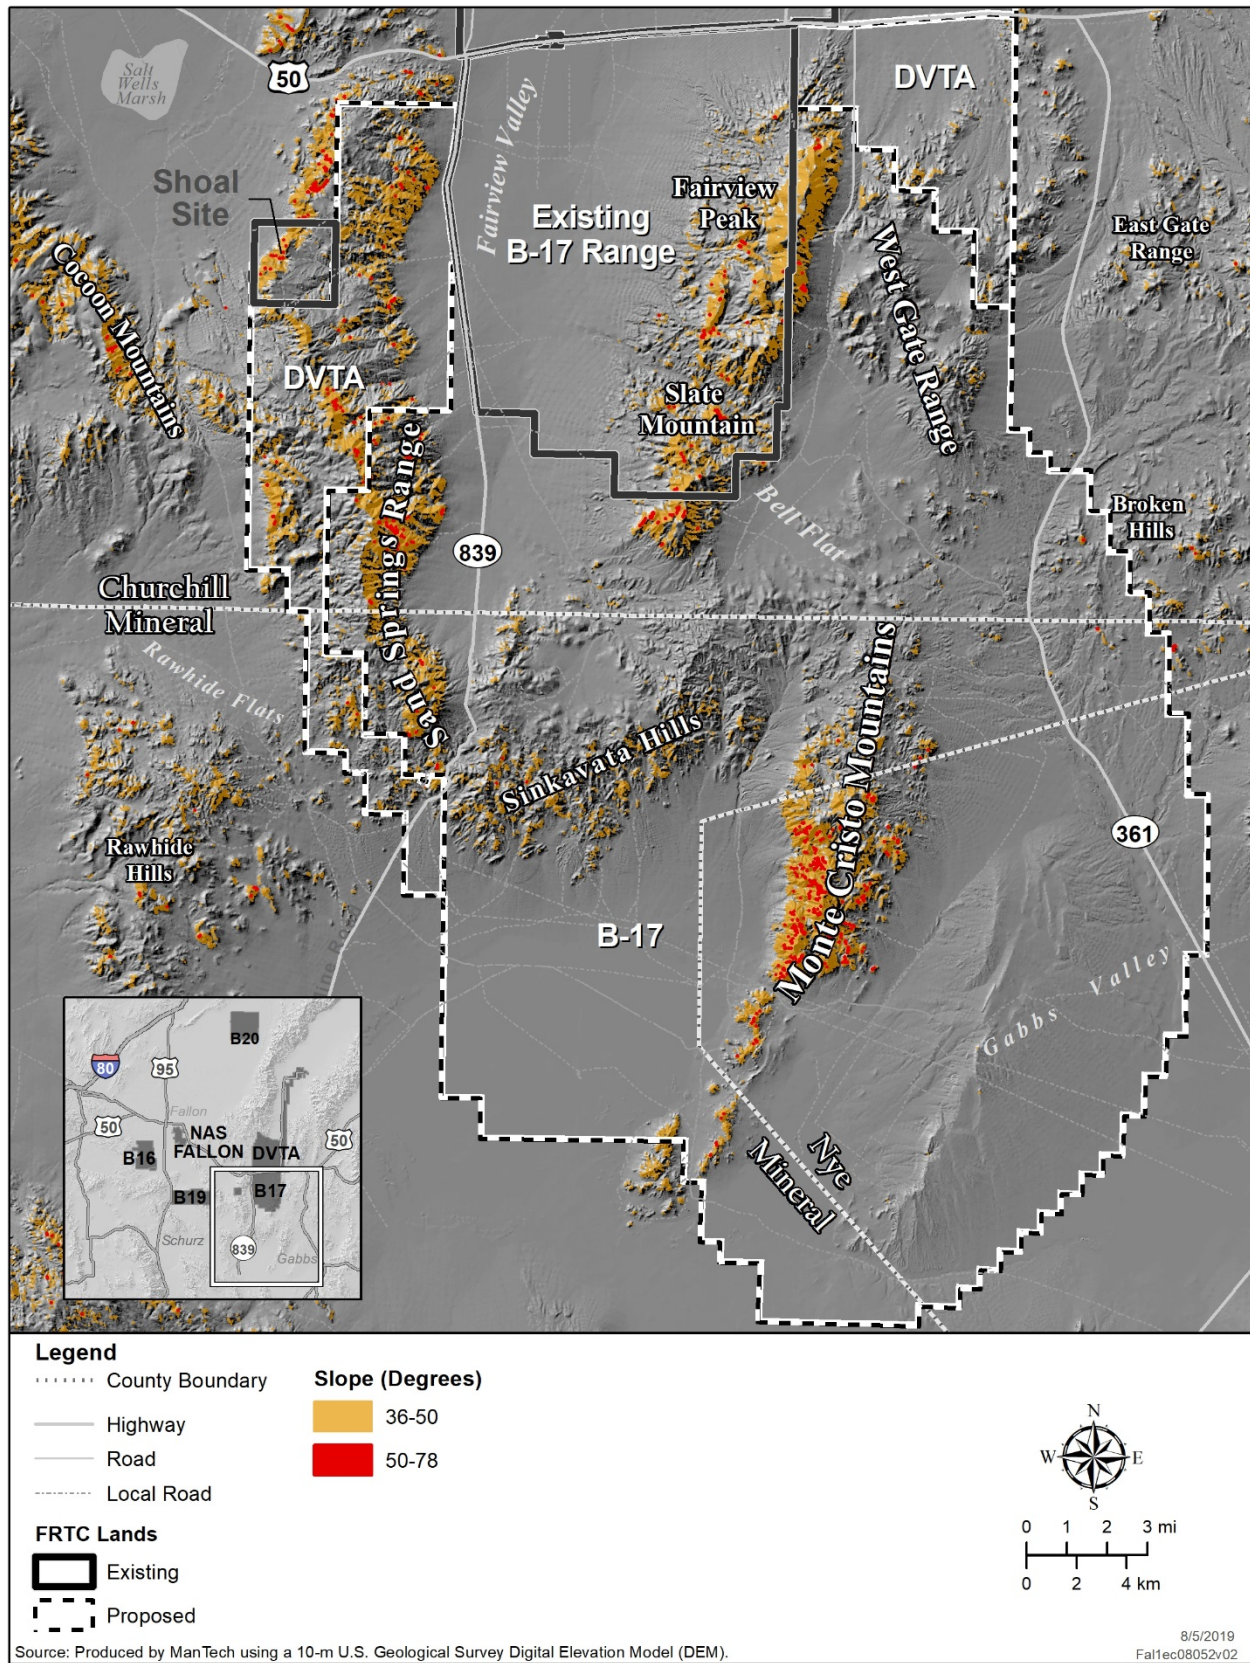 Salt
Wells
Marsh
50
DVTA
Fairview Valley
Shoal
Site
Fairview
Peak
Existing
B-17 Range
East Gate
Range
West Gate Range
Cocoon Mountains
DVTA
Slate
Mountain
Sand Springs Range
Bell Flat
Broken
Hills
839
Churchill
Mineral
Rawhide Flats
Sinkavata Hills
Monte Cristo Mountains
361
Rawhide
Hills
B-17
Gabbs Valley
Nye
Mineral
B20
80
95
Fallon
50
NAS
FALLON
DVTA
50
B16
B19
B17
Schurz
839
Gabbs
Legend
County Boundary
Highway
Road
Local Road
FRTC Lands
Existing
Proposed
Slope (Degrees)
36-50
50-78
N
W E
S
0 1 2 3 mi
0 2 4 km
8/5/2019
Source: Produced by ManTech using a 10-m U.S. Geological Survey Digital Elevation Model (DEM).
Fal1ec08052v02